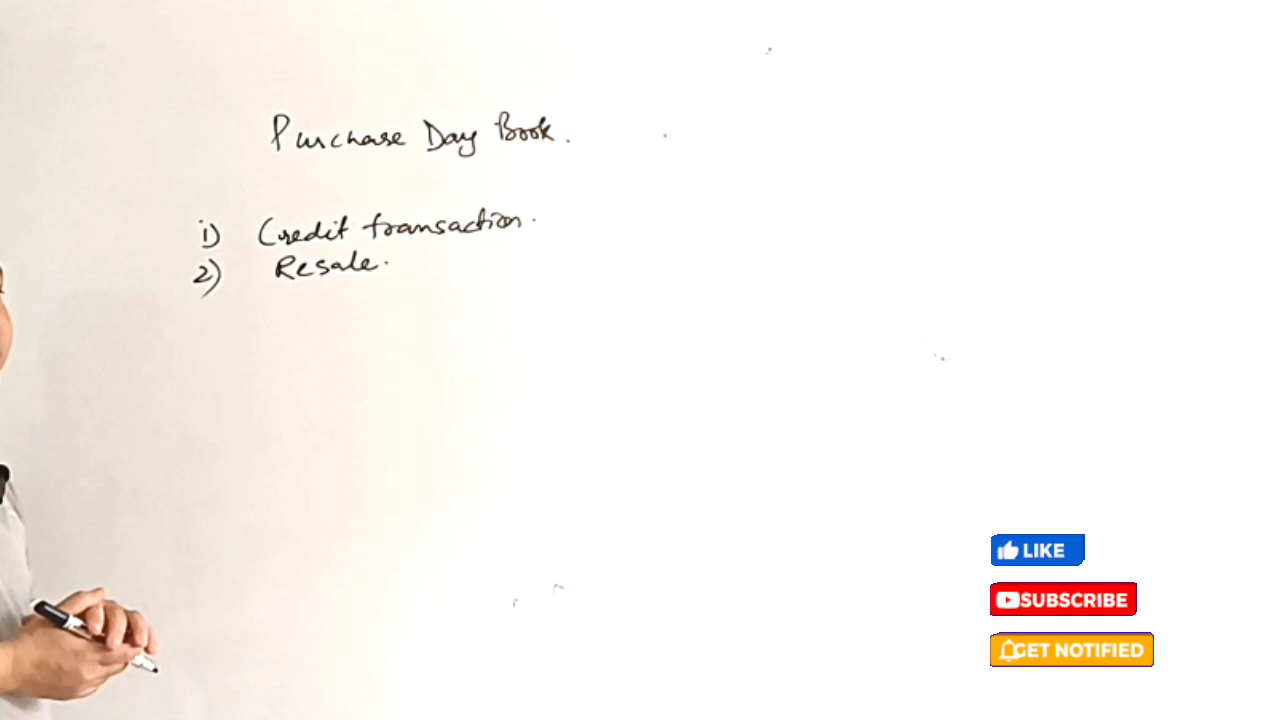 Purchase Day Book.
1) Credit transaction.
2) Resale.
LIKE
SUBSCRIBE
GET NOTIFIED